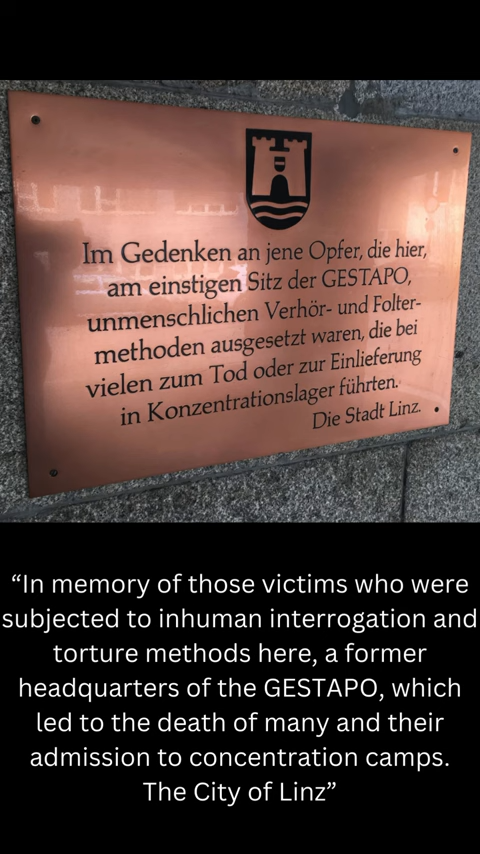 Im Gedenken an jene Opfer, die hier,
am einstigen Sitz der GESTAPO,
unmenschlichen Verhör- und Folter-
methoden ausgesetzt waren, die bei
vielen zum Tod oder zur Einlieferung
in Konzentrationslager führten.
Die Stadt Linz.
“In memory of those victims who were
subjected to inhuman interrogation and
torture methods here, a former
headquarters of the GESTAPO, which
led to the death of many and their
admission to concentration camps.
The City of Linz”